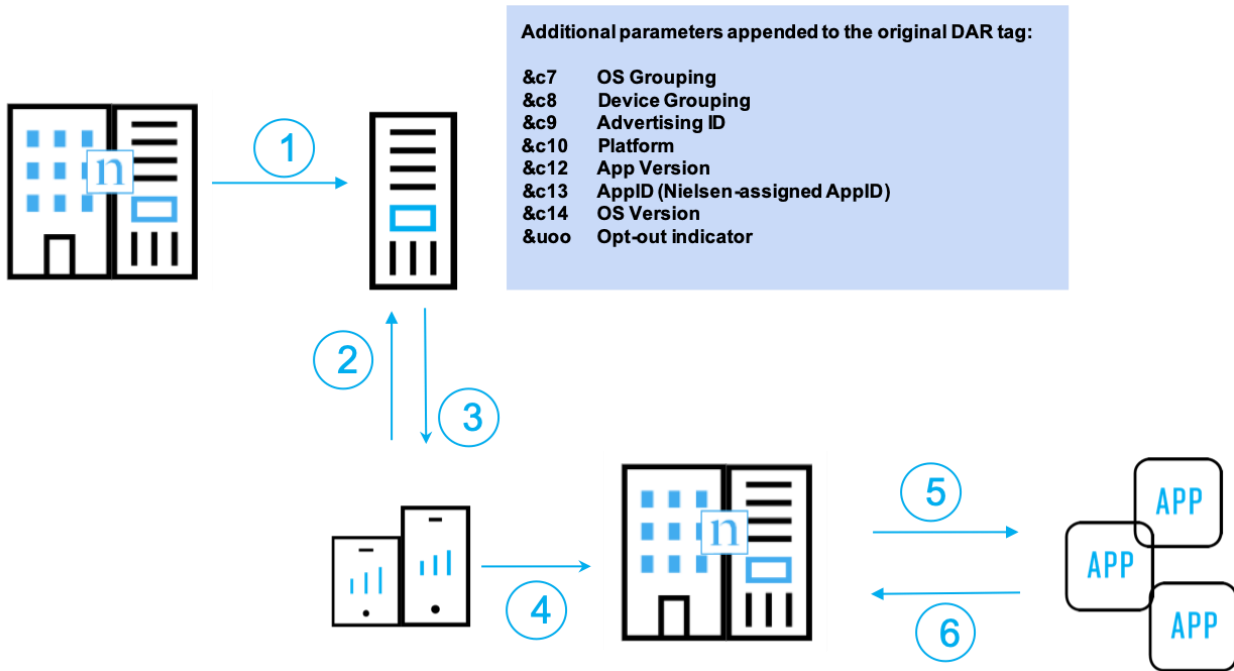 Additional parameters appended to the original DAR tag:
&c7 OS Grouping
&c8 Device Grouping
&c9 Advertising ID
&c10 Platform
&c12 App Version
&c13 AppID (Nielsen-assigned AppID)
&c14 OS Version
&uoo Opt-out indicator
1
n
2
3
5
APP
n
APP
4
6
APP